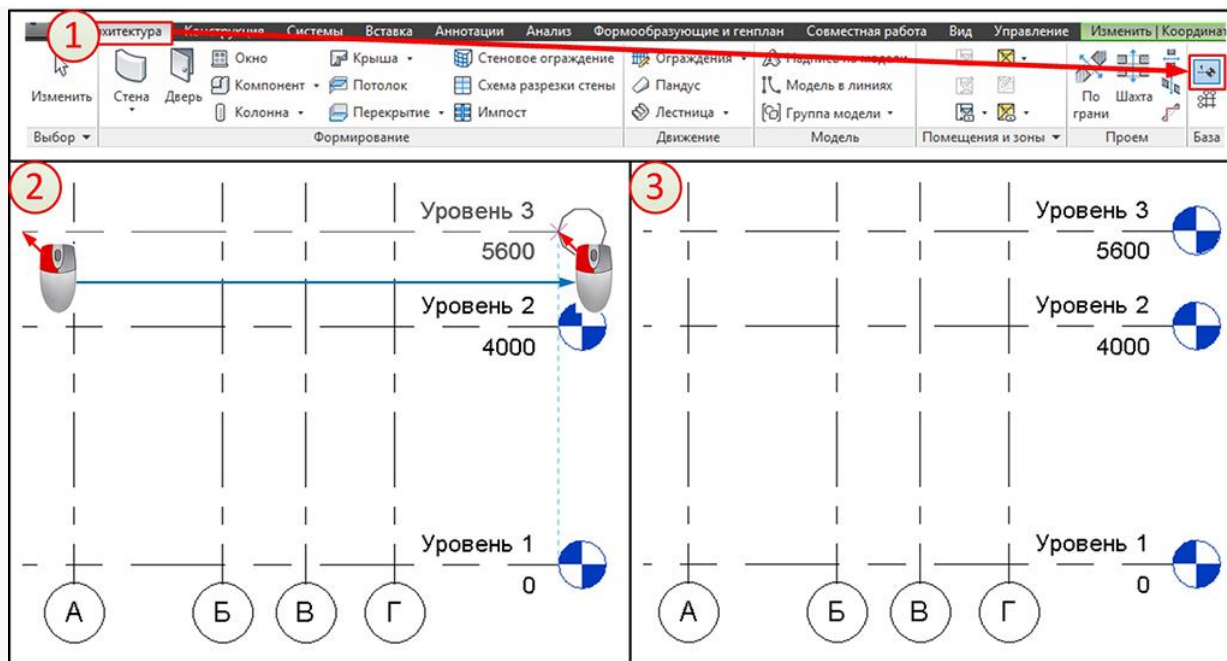 1
Архитектура Конструкция Системы Вставка Аннотации Анализ Формообразующие и генплан Совместная работа Вид Управление Изменить | Координат
Окно Крыша Стеновое ограждение Ограждения Надпись по модели
Изменить Стена Дверь Компонент Потолок Схема разрезки стены Пандус Модель в линиях По грани Шахта
Колонна Перекрытие Импост Лестница Группа модели
Выбор Формирование Движение Модель Помещения и зоны Проем База
2
Уровень 3
5600
Уровень 2
4000
Уровень 1
0
А Б В Г
3
Уровень 3
5600
Уровень 2
4000
Уровень 1
0
А Б В Г